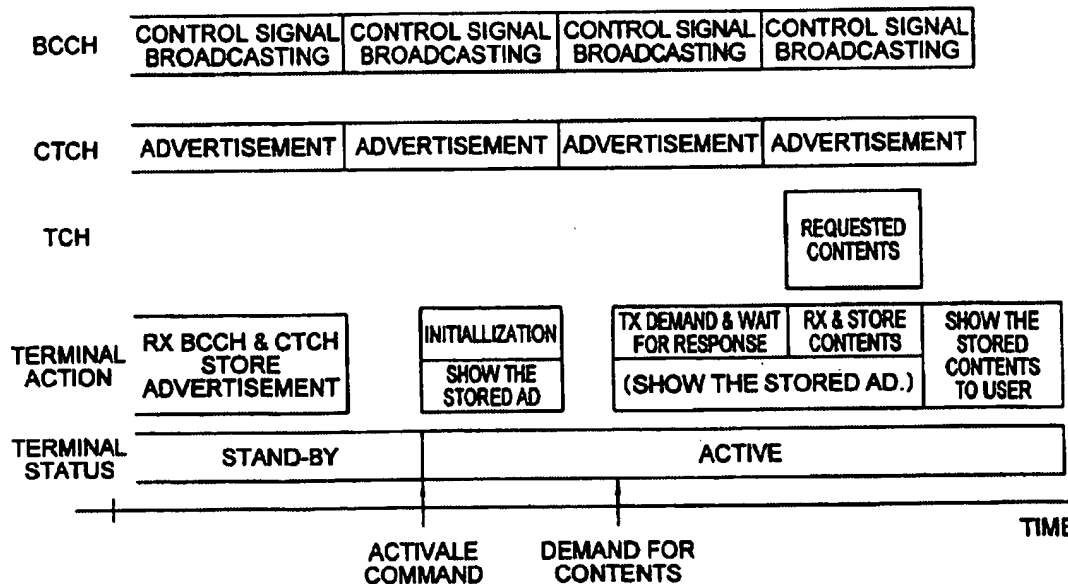 BCCH
CONTROL SIGNAL
BROADCASTING
CONTROL SIGNAL
BROADCASTING
CONTROL SIGNAL
BROADCASTING
CONTROL SIGNAL
BROADCASTING
CTCH
ADVERTISEMENT
ADVERTISEMENT
ADVERTISEMENT
ADVERTISEMENT
TCH
REQUESTED
CONTENTS
TERMINAL
ACTION
RX BCCH & CTCH
STORE
ADVERTISEMENT
INITIALLIZATION
SHOW THE
STORED AD
TX DEMAND & WAIT
FOR RESPONSE
RX & STORE
CONTENTS
(SHOW THE STORED AD.)
SHOW THE
STORED
CONTENTS
TO USER
TERMINAL
STATUS
STAND-BY
ACTIVE
TIME
ACTIVALE
COMMAND
DEMAND FOR
CONTENTS